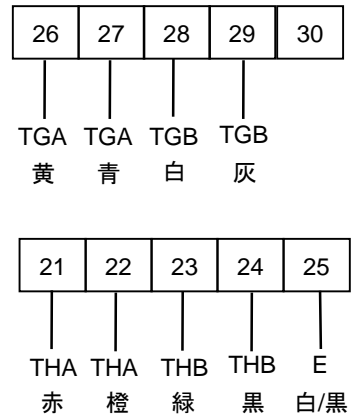 26 27 28 29 30
TGA TGA TGB TGB
黄 青 白 灰
21 22 23 24 25
THA THA THB THB E
赤 橙 緑 黒 白/黒